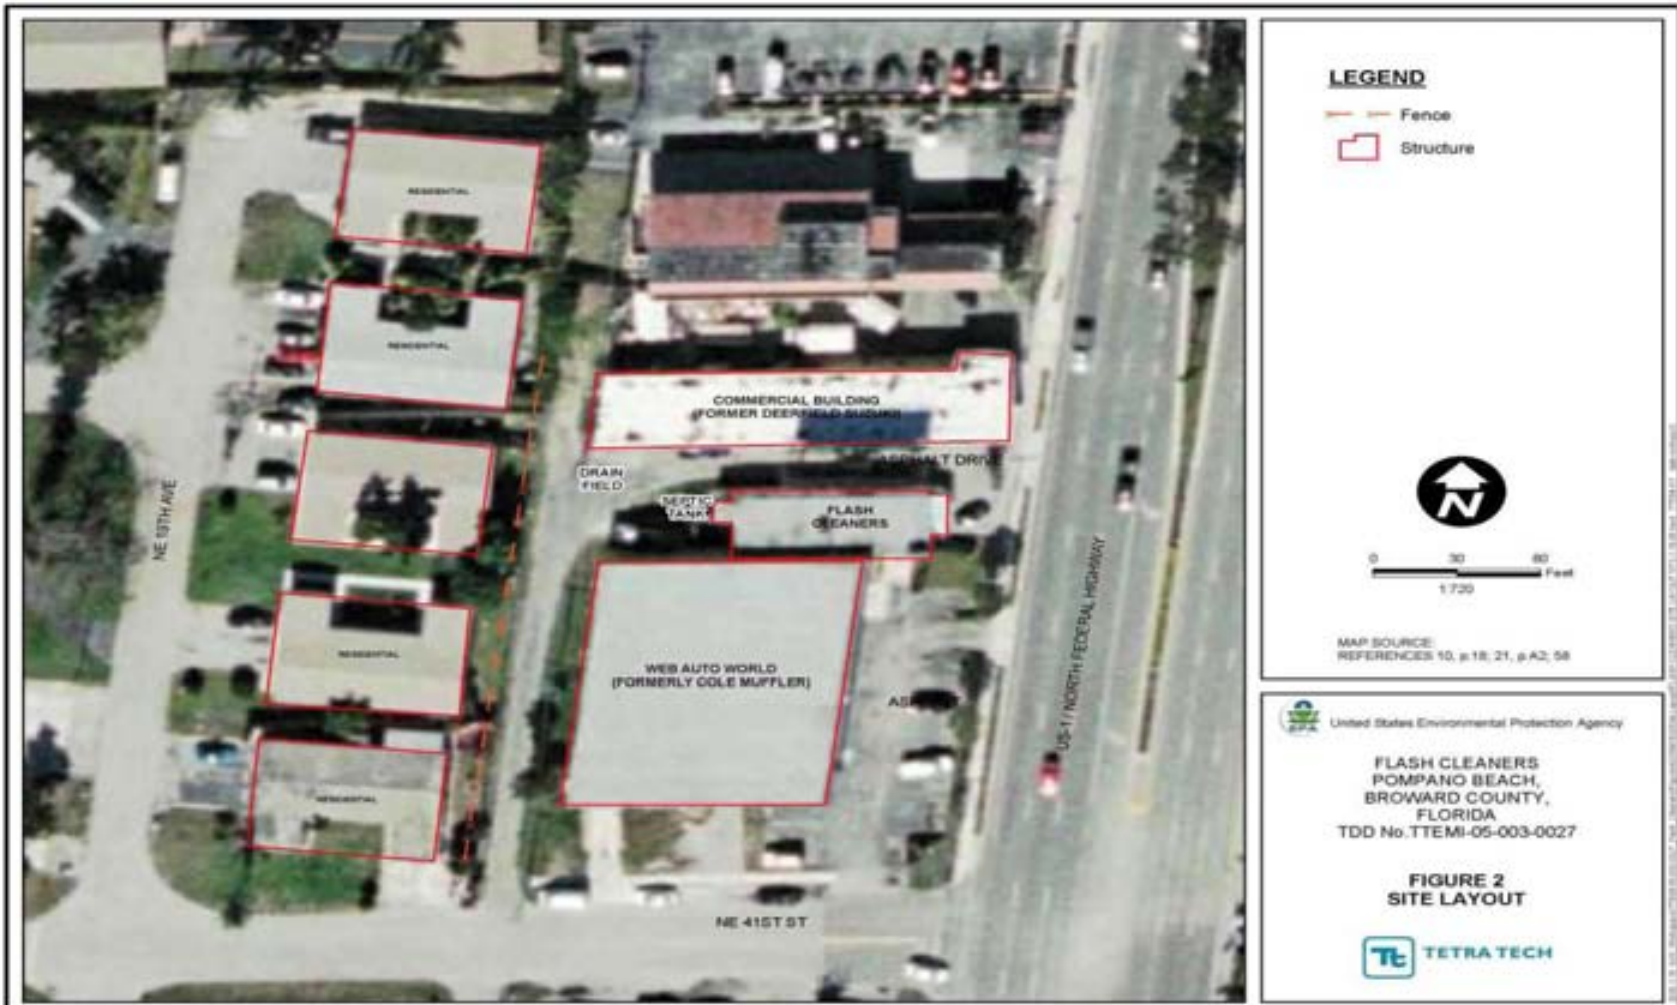 RESIDENTIAL
RESIDENTIAL
RESIDENTIAL
RESIDENTIAL
NE 19TH AVE
COMMERCIAL BUILDING
(FORMER DEERFIELD SUZUKI)
ASPHALT DRIVE
DRAIN
FIELD
SEPTIC
TANK
FLASH
CLEANERS
WEB AUTO WORLD
(FORMERLY COLE MUFFLER)
US-1 / NORTH FEDERAL HIGHWAY
NE 41ST ST
LEGEND
Fence
Structure
N
0 30 60
Feet
1:720
MAP SOURCE:
REFERENCES 10, p.18; 21, p.A2; 58
EPA
United States Environmental Protection Agency
FLASH CLEANERS
POMPANO BEACH,
BROWARD COUNTY,
FLORIDA
TDD No.TTEMI-05-003-0027
FIGURE 2
SITE LAYOUT
Tt TETRA TECH